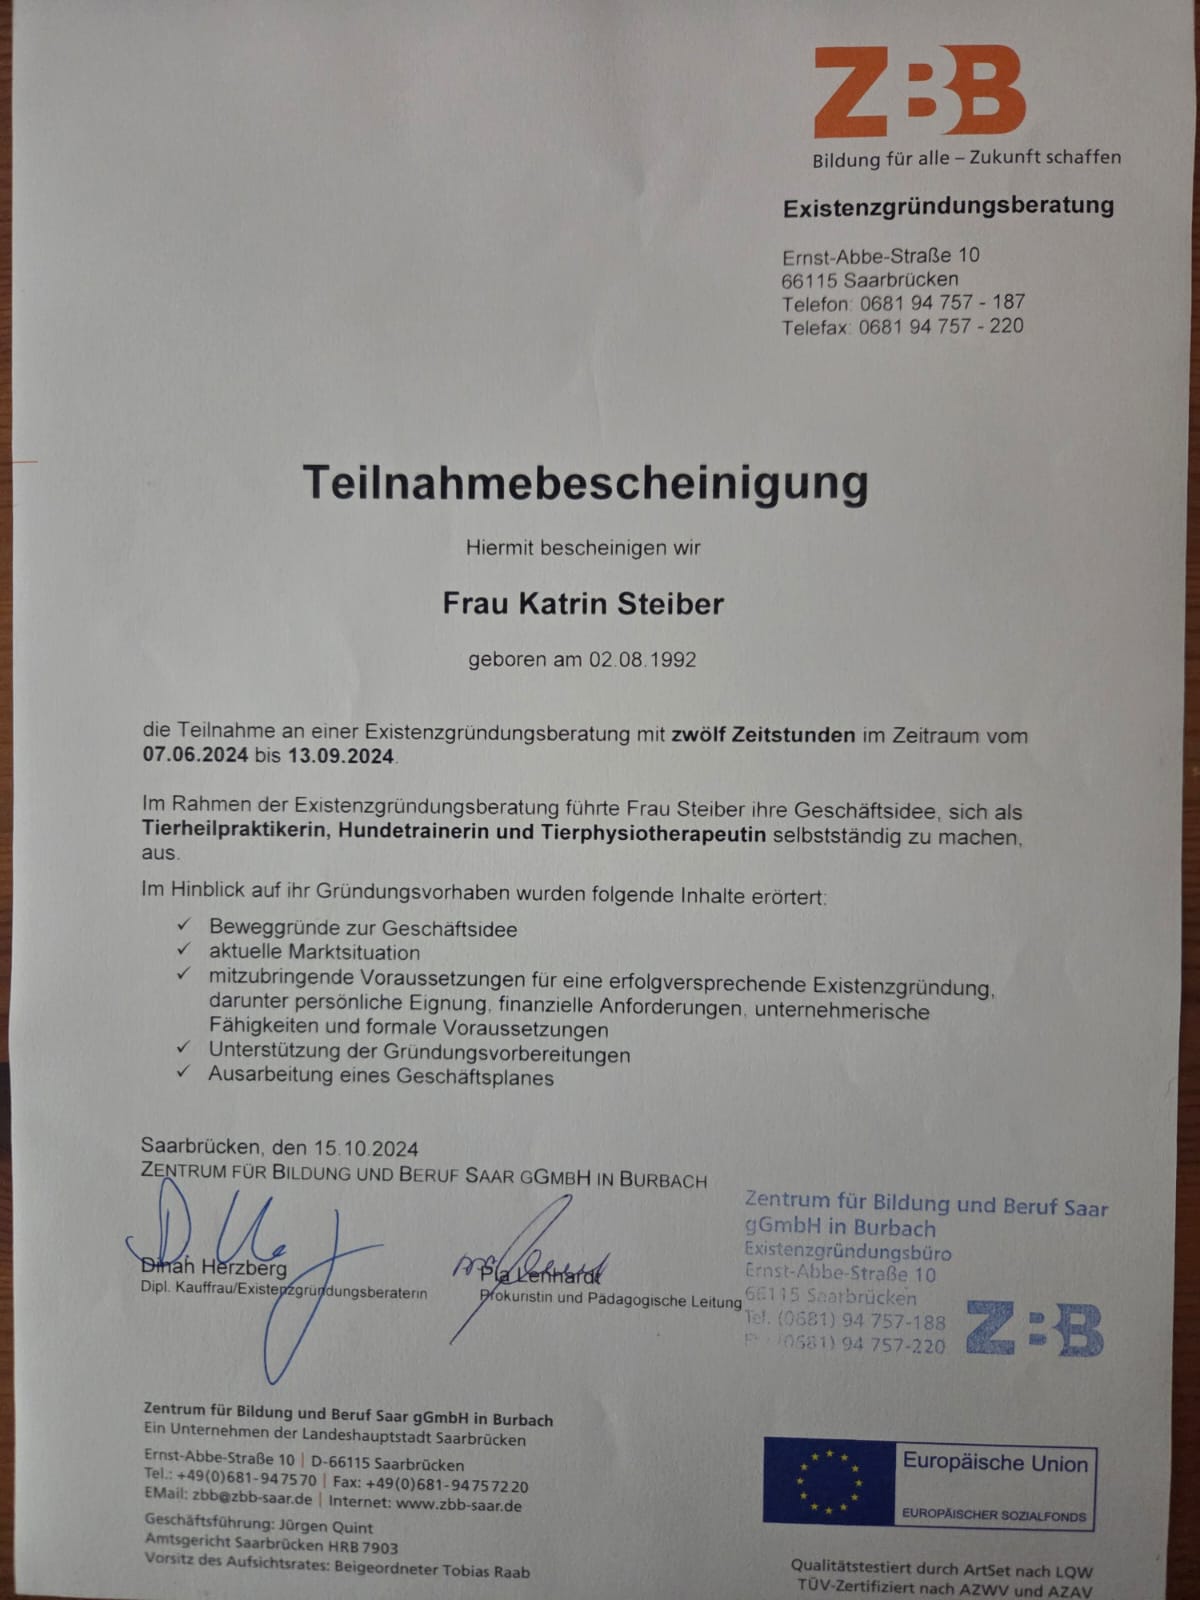 ZBB
Bildung für alle – Zukunft schaffen
Existenzgründungsberatung
Ernst-Abbe-Straße 10
66115 Saarbrücken
Telefon: 0681 94 757 - 187
Telefax: 0681 94 757 - 220
Teilnahmebescheinigung
Hiermit bescheinigen wir
Frau Katrin Steiber
geboren am 02.08.1992
die Teilnahme an einer Existenzgründungsberatung mit zwölf Zeitstunden im Zeitraum vom
07.06.2024 bis 13.09.2024.
Im Rahmen der Existenzgründungsberatung führte Frau Steiber ihre Geschäftsidee, sich als
Tierheilpraktikerin, Hundetrainerin und Tierphysiotherapeutin selbstständig zu machen,
aus.
Im Hinblick auf ihr Gründungsvorhaben wurden folgende Inhalte erörtert:
✓ Beweggründe zur Geschäftsidee
✓ aktuelle Marktsituation
✓ mitzubringende Voraussetzungen für eine erfolgversprechende Existenzgründung,
darunter persönliche Eignung, finanzielle Anforderungen, unternehmerische
Fähigkeiten und formale Voraussetzungen
✓ Unterstützung der Gründungsvorbereitungen
✓ Ausarbeitung eines Geschäftsplanes
Saarbrücken, den 15.10.2024
ZENTRUM FÜR BILDUNG UND BERUF SAAR GGMBH IN BURBACH
Dinah Herzberg
Dipl. Kauffrau/Existenzgründungsberaterin
Pia Lenhardt
Prokuristin und Pädagogische Leitung
Zentrum für Bildung und Beruf Saar
gGmbH in Burbach
Existenzgründungsbüro
Ernst-Abbe-Straße 10
66115 Saarbrücken
Tel. (0681) 94 757-188
(0681) 94 757-220
ZBB
Zentrum für Bildung und Beruf Saar gGmbH in Burbach
Ein Unternehmen der Landeshauptstadt Saarbrücken
Ernst-Abbe-Straße 10 | D-66115 Saarbrücken
Tel.: +49(0)681-947570 | Fax: +49(0)681-94757220
EMail: zbb@zbb-saar.de | Internet: www.zbb-saar.de
Geschäftsführung: Jürgen Quint
Amtsgericht Saarbrücken HRB 7903
Vorsitz des Aufsichtsrates: Beigeordneter Tobias Raab
Europäische Union
EUROPÄISCHER SOZIALFONDS
Qualitätstestiert durch ArtSet nach LQW
TÜV-Zertifiziert nach AZWV und AZAV